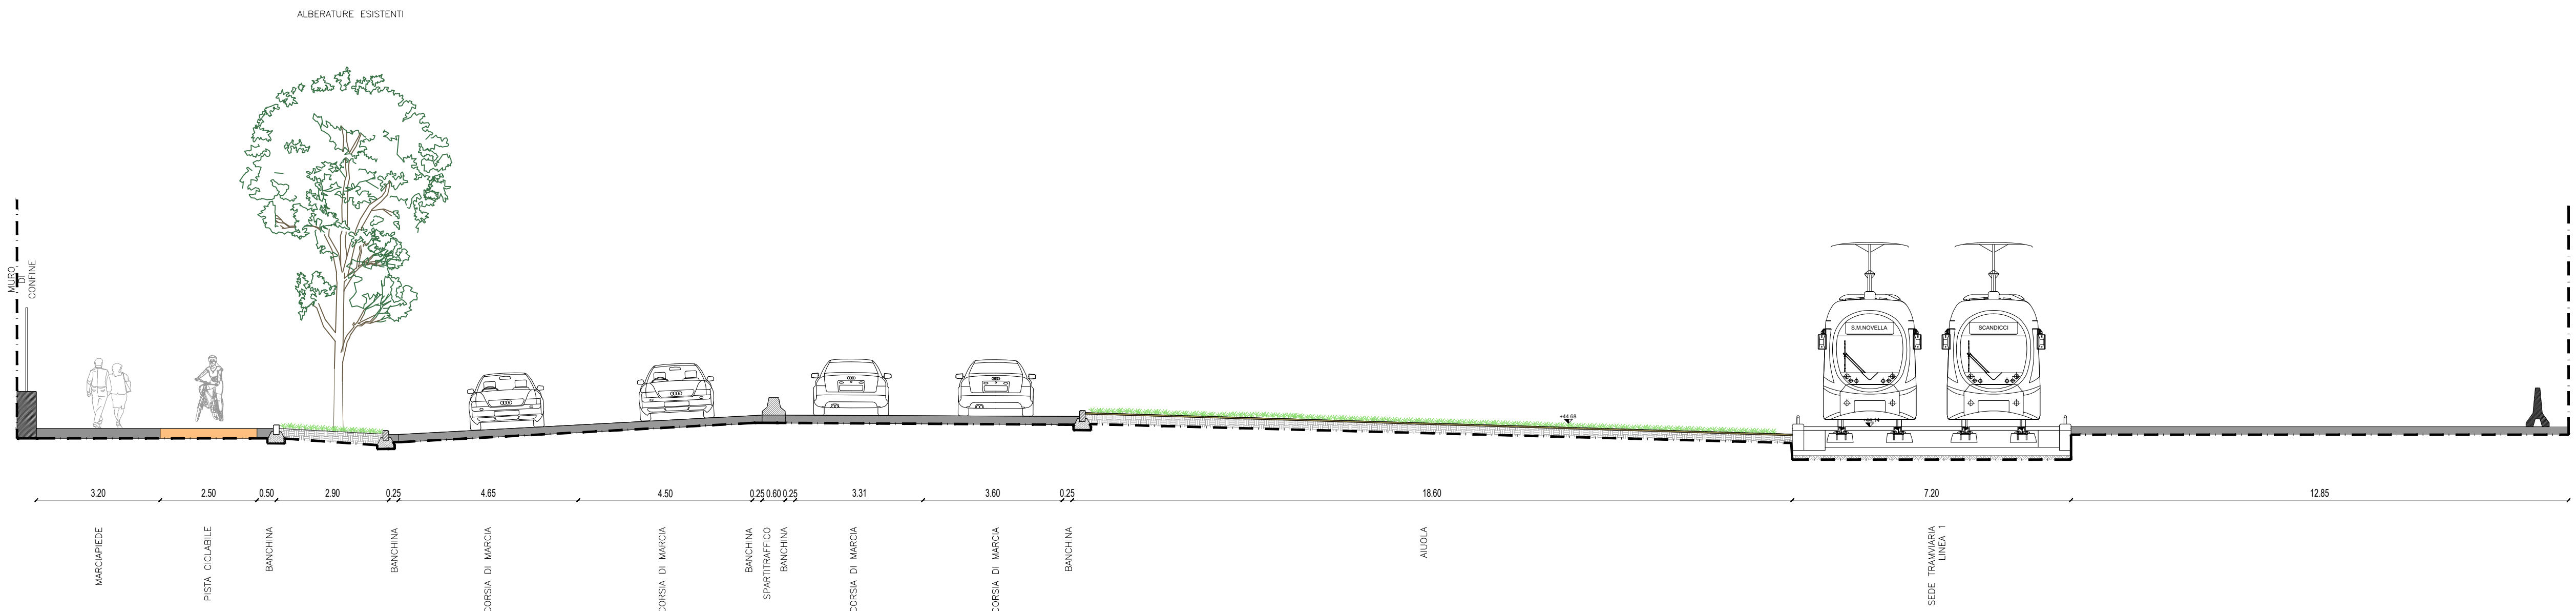 ALBERATURE ESISTENTI
MURO
DI
CONFINE
S.M.NOVELLA
SCANDICCI
+44.68
3.20
2.50
0.50
2.90
0.25
4.65
4.50
0.25
0.60
0.25
3.31
3.60
0.25
18.60
7.20
12.85
MARCIAPIEDE
PISTA CICLABILE
BANCHINA
BANCHINA
CORSIA DI MARCIA
CORSIA DI MARCIA
BANCHINA
SPARTITRAFFICO
BANCHINA
CORSIA DI MARCIA
CORSIA DI MARCIA
BANCHINA
AIUOLA
SEDE TRAMVIARIA
LINEA 1